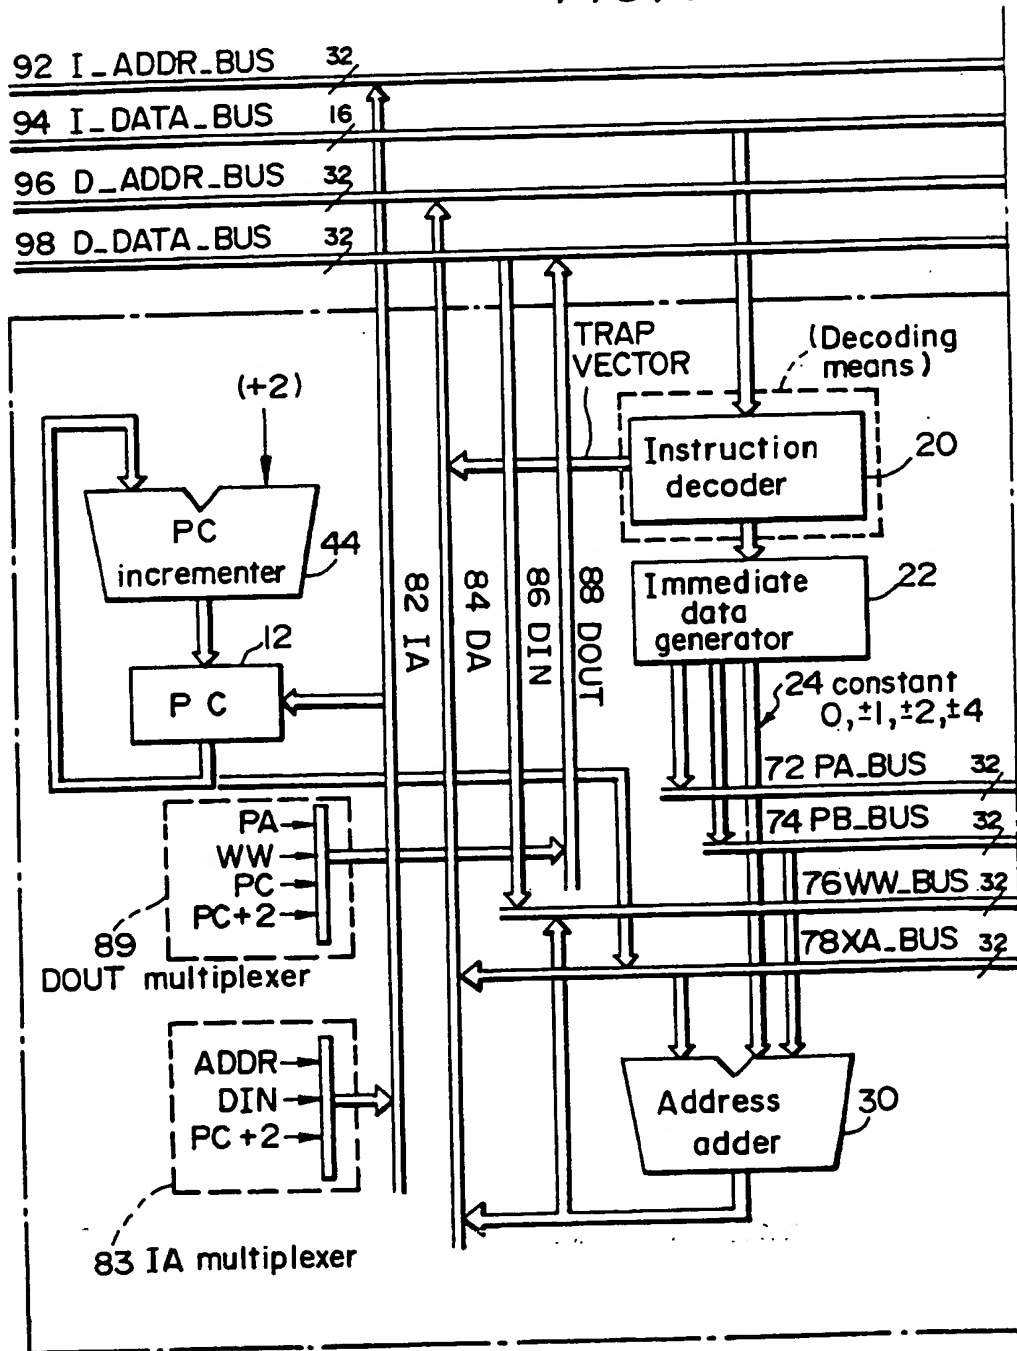 92 I_ADDR_BUS 32
94 I_DATA_BUS 16
96 D_ADDR_BUS 32
98 D_DATA_BUS 32
TRAP
VECTOR
(Decoding
means)
(+2)
Instruction
decoder
20
PC
incrementer
44
Immediate
data
generator
22
82 IA
84 DA
86 DIN
88 DOUT
12
PC
24 constant
0,±1,±2,±4
72 PA_BUS 32
74 PB_BUS 32
76 WW_BUS 32
78 XA_BUS 32
PA
WW
PC
PC+2
89
DOUT multiplexer
ADDR
DIN
PC+2
83 IA multiplexer
Address
adder
30